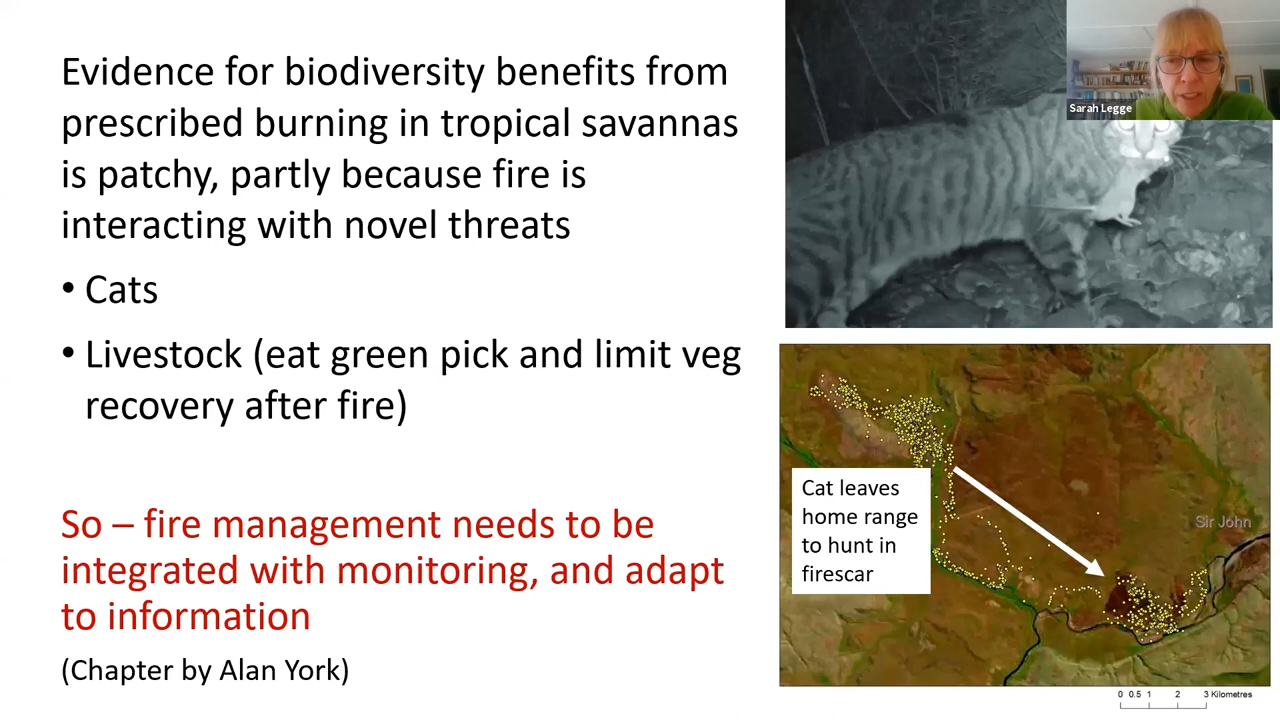 Evidence for biodiversity benefits from
prescribed burning in tropical savannas
is patchy, partly because fire is
interacting with novel threats
• Cats
• Livestock (eat green pick and limit veg
recovery after fire)
So – fire management needs to be
integrated with monitoring, and adapt
to information
(Chapter by Alan York)
Sarah Legge
Cat leaves
home range
to hunt in
firescar
Sir John
0 0.5 1 2 3 Kilometres